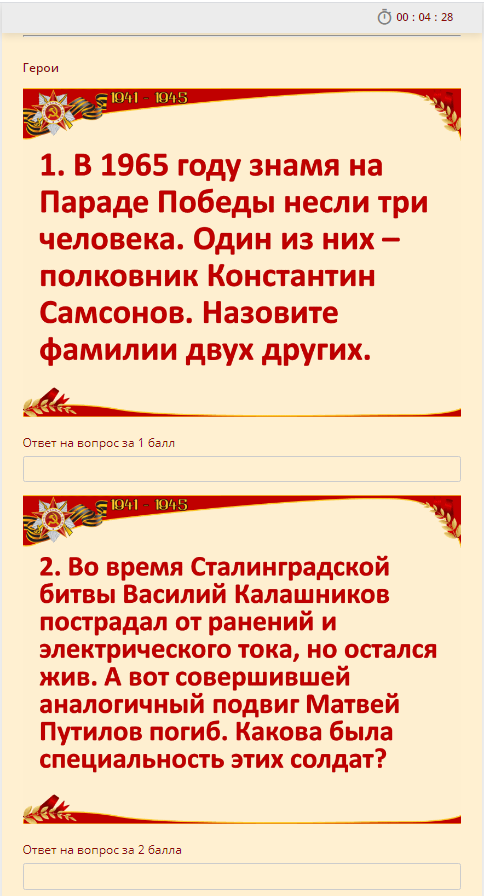 00 : 04 : 28
Герои
1941 - 1945
1. В 1965 году знамя на
Параде Победы несли три
человека. Один из них –
полковник Константин
Самсонов. Назовите
фамилии двух других.
Ответ на вопрос за 1 балл
1941 - 1945
2. Во время Сталинградской
битвы Василий Калашников
пострадал от ранений и
электрического тока, но остался
жив. А вот совершившей
аналогичный подвиг Матвей
Путилов погиб. Какова была
специальность этих солдат?
Ответ на вопрос за 2 балла